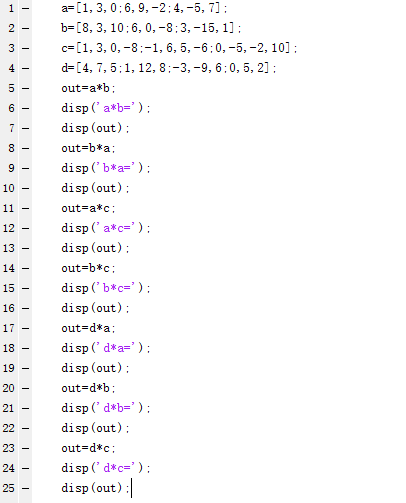 1 - a=[1,3,0;6,9,-2;4,-5,7];
2 - b=[8,3,10;6,0,-8;3,-15,1];
3 - c=[1,3,0,-8;-1,6,5,-6;0,-5,-2,10];
4 - d=[4,7,5;1,12,8;-3,-9,6;0,5,2];
5 - out=a*b;
6 - disp('a*b=');
7 - disp(out);
8 - out=b*a;
9 - disp('b*a=');
10 - disp(out);
11 - out=a*c;
12 - disp('a*c=');
13 - disp(out);
14 - out=b*c;
15 - disp('b*c=');
16 - disp(out);
17 - out=d*a;
18 - disp('d*a=');
19 - disp(out);
20 - out=d*b;
21 - disp('d*b=');
22 - disp(out);
23 - out=d*c;
24 - disp('d*c=');
25 - disp(out);